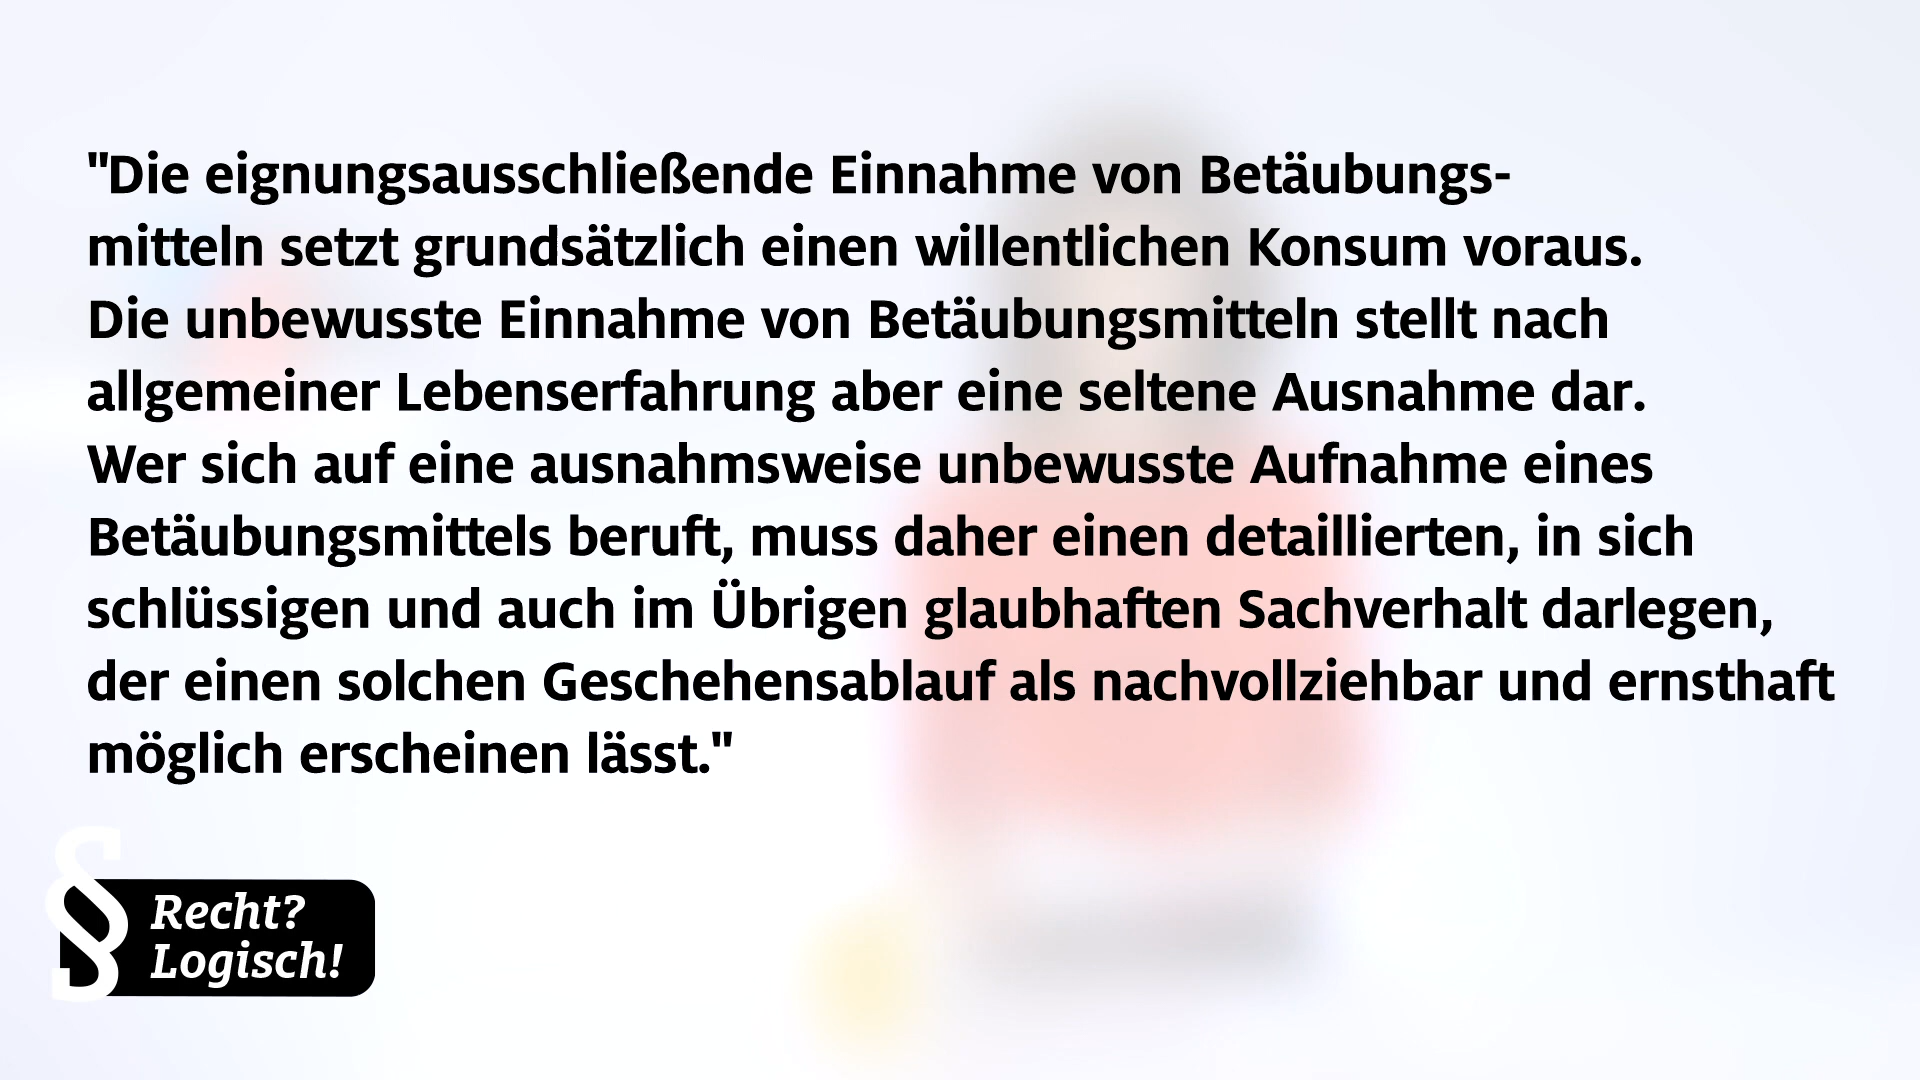 "Die eignungsausschließende Einnahme von Betäubungs-
mitteln setzt grundsätzlich einen willentlichen Konsum voraus.
Die unbewusste Einnahme von Betäubungsmitteln stellt nach
allgemeiner Lebenserfahrung aber eine seltene Ausnahme dar.
Wer sich auf eine ausnahmsweise unbewusste Aufnahme eines
Betäubungsmittels beruft, muss daher einen detaillierten, in sich
schlüssigen und auch im Übrigen glaubhaften Sachverhalt darlegen,
der einen solchen Geschehensablauf als nachvollziehbar und ernsthaft
möglich erscheinen lässt."
§ Recht?
Logisch!